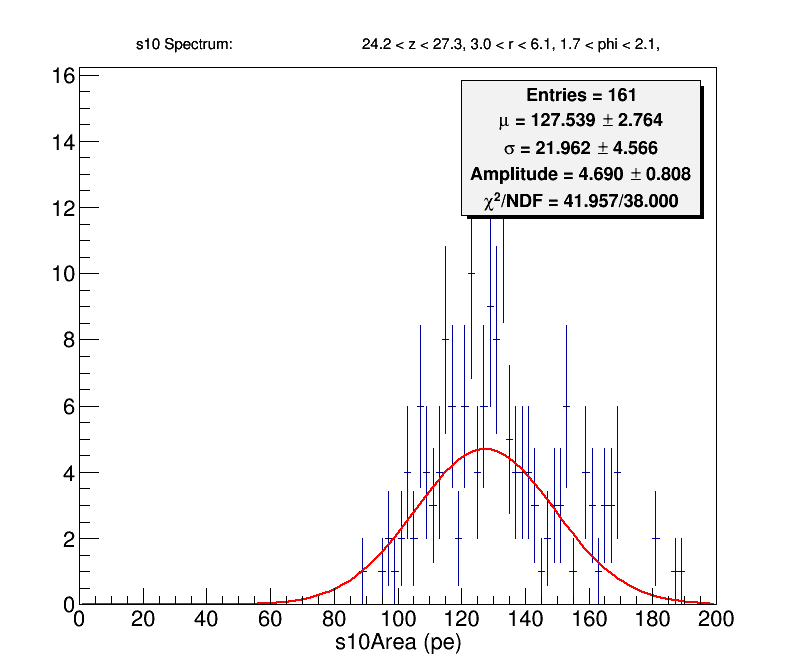 s10 Spectrum: 24.2 < z < 27.3, 3.0 < r < 6.1, 1.7 < phi < 2.1,
Entries = 161
μ = 127.539 ± 2.764
σ = 21.962 ± 4.566
Amplitude = 4.690 ± 0.808
χ²/NDF = 41.957/38.000
16
14
12
10
8
6
4
2
0
0 20 40 60 80 100 120 140 160 180 200
s10Area (pe)